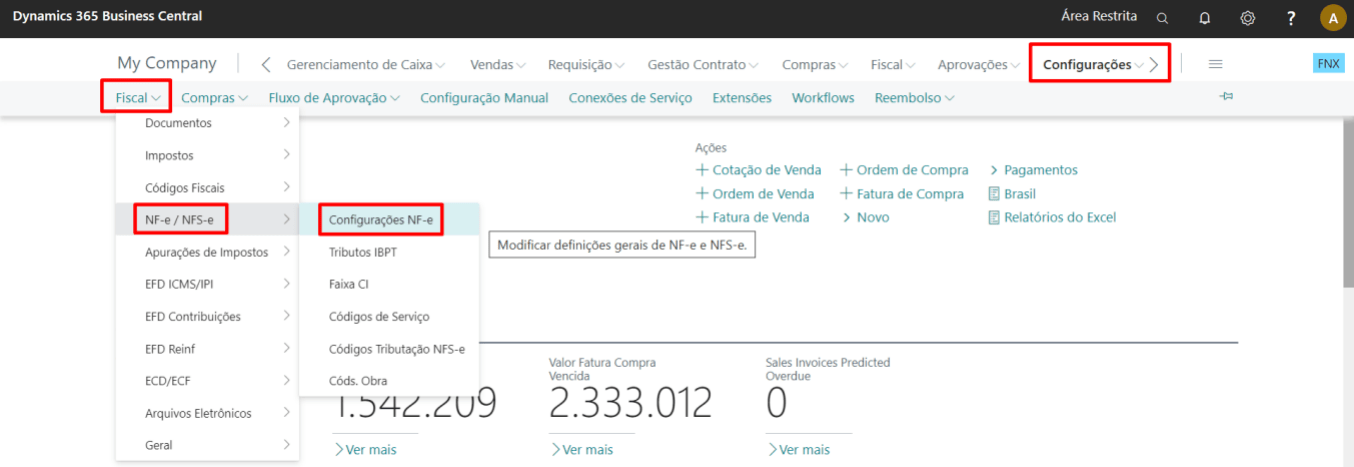 Dynamics 365 Business Central
Área Restrita
?
A
My Company
Gerenciamento de Caixa
Vendas
Requisição
Gestão Contrato
Compras
Fiscal
Aprovações
Configurações
FNX
Fiscal
Compras
Fluxo de Aprovação
Configuração Manual
Conexões de Serviço
Extensões
Workflows
Reembolso
Documentos
Impostos
Códigos Fiscais
NF-e / NFS-e
Apurações de Impostos
EFD ICMS/IPI
EFD Contribuições
EFD Reinf
ECD/ECF
Arquivos Eletrônicos
Geral
Configurações NF-e
Tributos IBPT
Faixa CI
Códigos de Serviço
Códigos Tributação NFS-e
Códs. Obra
Modificar definições gerais de NF-e e NFS-e.
Ações
+ Cotação de Venda
+ Ordem de Compra
> Pagamentos
+ Ordem de Venda
+ Fatura de Compra
Brasil
+ Fatura de Venda
> Novo
Relatórios do Excel
1.542.209
>Ver mais
Valor Fatura Compra
Vencida
2.333.012
>Ver mais
Sales Invoices Predicted
Overdue
0
>Ver mais